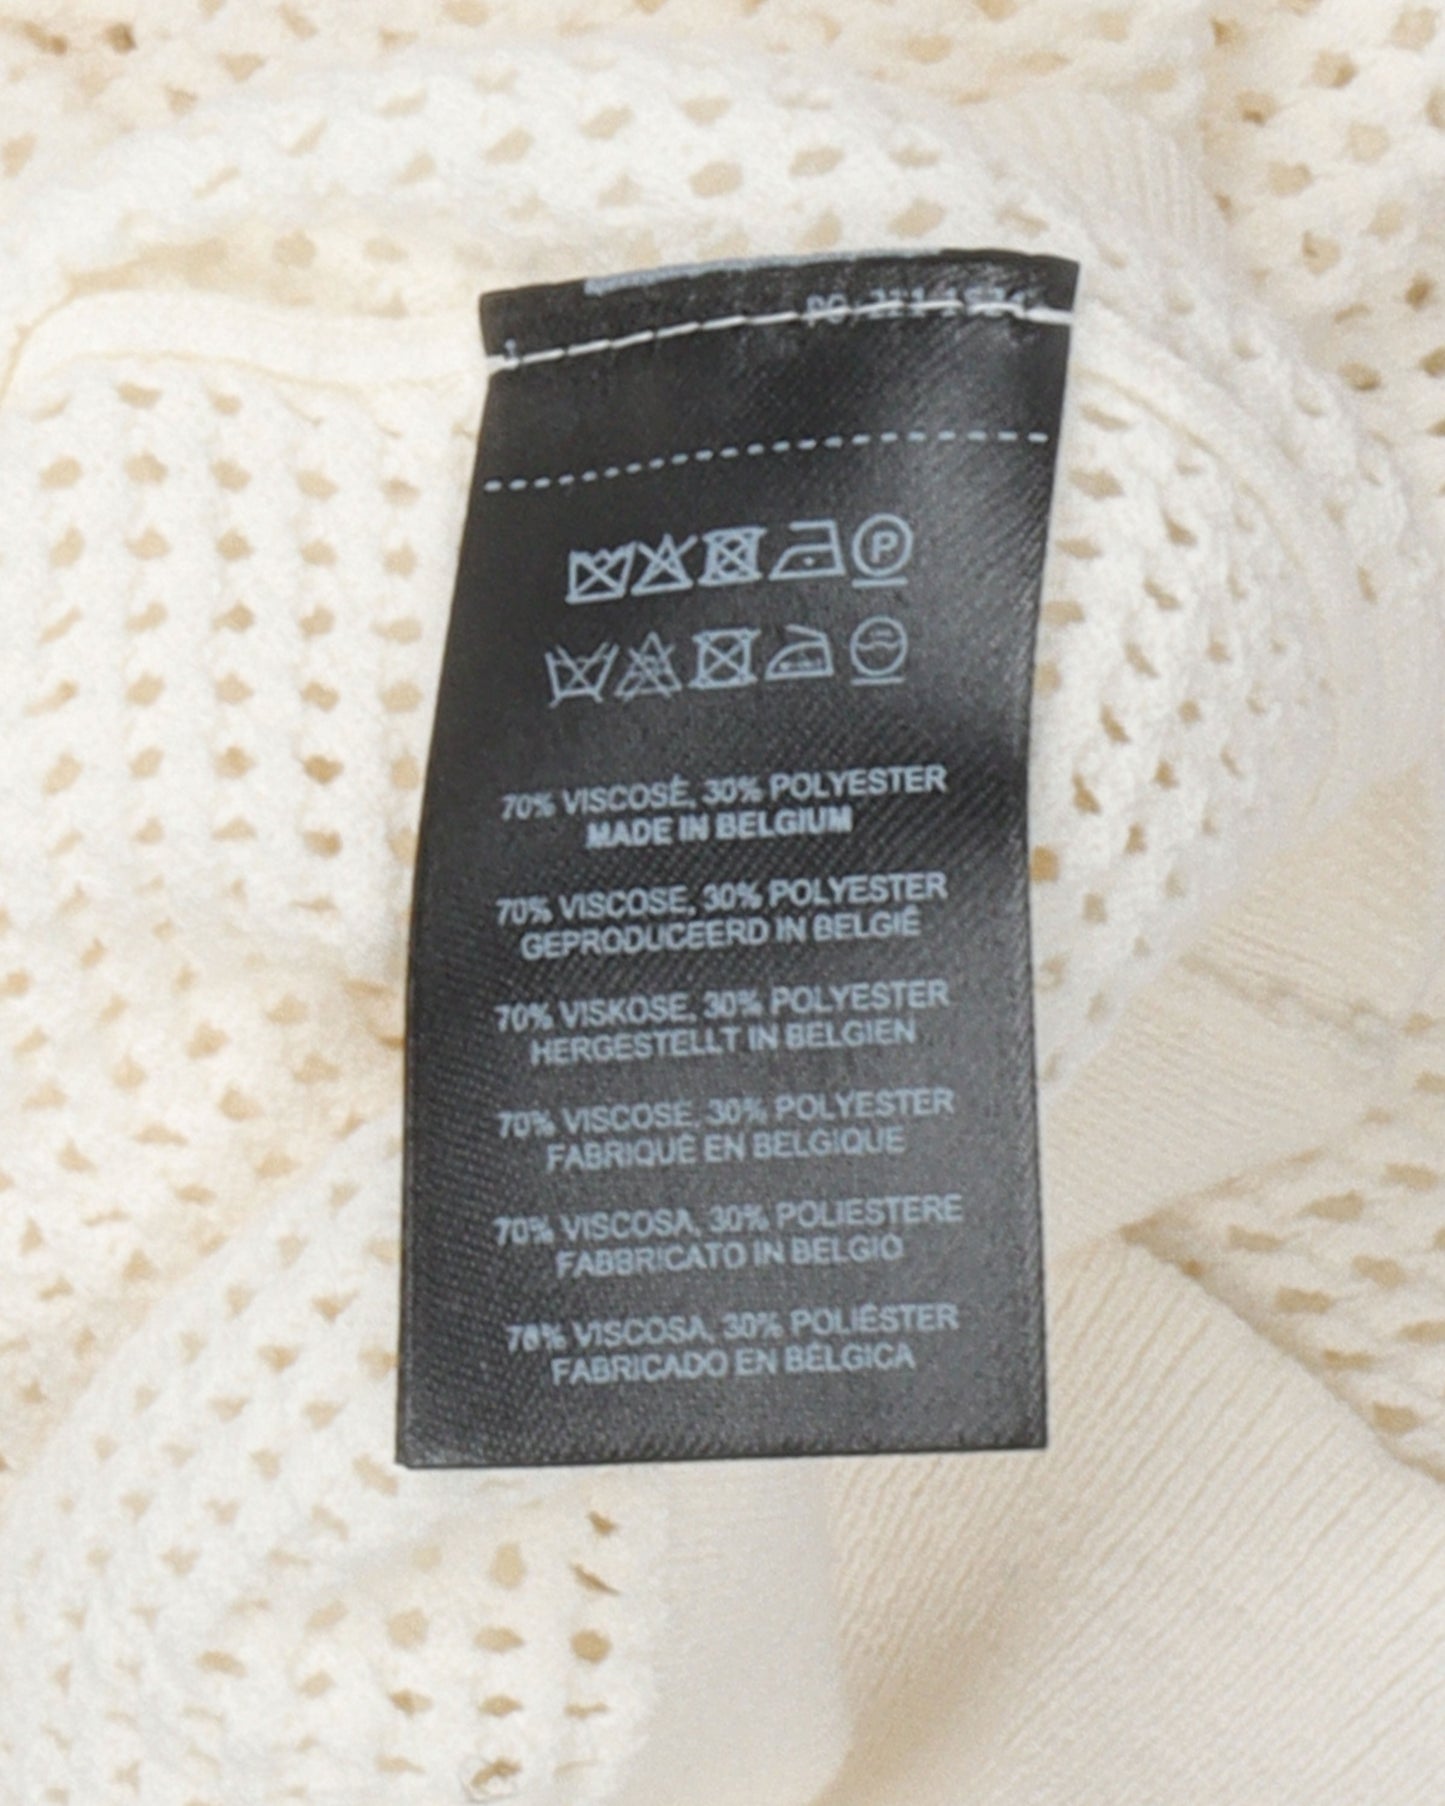 P
70% VISCOSE, 30% POLYESTER
MADE IN BELGIUM
70% VISCOSE, 30% POLYESTER
GEPRODUCEERD IN BELGIË
70% VISKOSE, 30% POLYESTER
HERGESTELLT IN BELGIEN
70% VISCOSE, 30% POLYESTER
FABRIQUÉ EN BELGIQUE
70% VISCOSA, 30% POLIESTERE
FABBRICATO IN BELGIO
VISCOSA, 30% POLIÉSTER
FABRICADO EN BÉLGICA